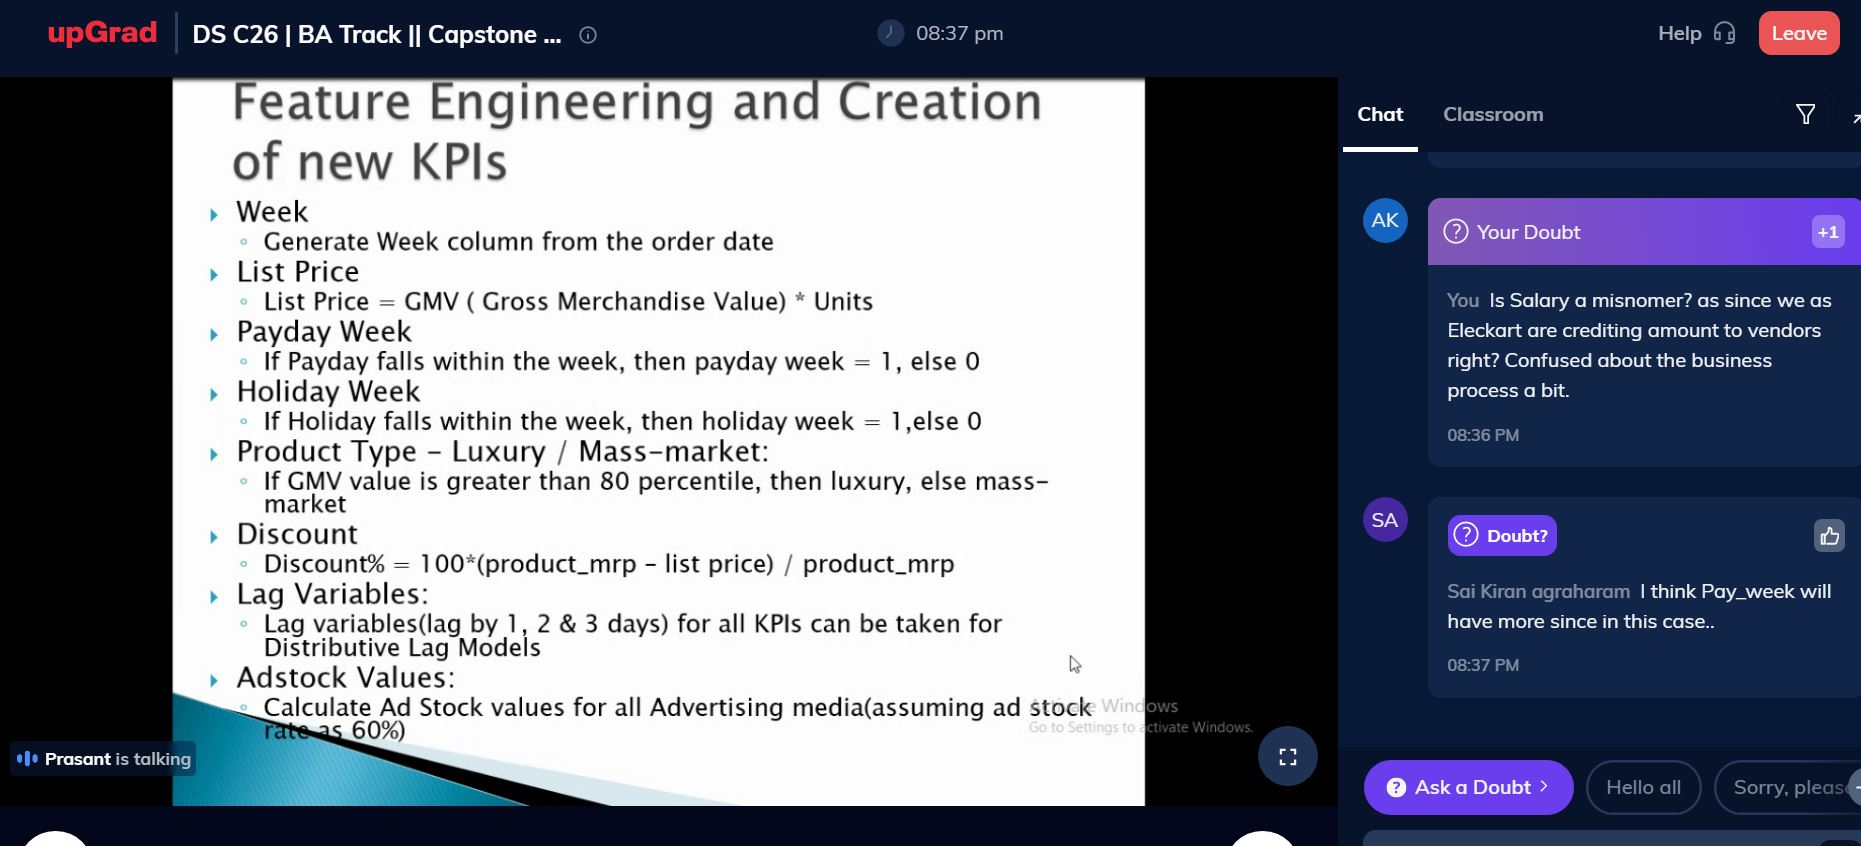 upGrad
DS C26 | BA Track || Capstone ...
08:37 pm
Help
Leave
Feature Engineering and Creation
of new KPIs
Week
Generate Week column from the order date
List Price
List Price = GMV ( Gross Merchandise Value) * Units
Payday Week
If Payday falls within the week, then payday week = 1, else 0
Holiday Week
If Holiday falls within the week, then holiday week = 1,else 0
Product Type – Luxury / Mass-market:
If GMV value is greater than 80 percentile, then luxury, else mass-
market
Discount
Discount% = 100*(product_mrp – list price) / product_mrp
Lag Variables:
Lag variables(lag by 1, 2 & 3 days) for all KPIs can be taken for
Distributive Lag Models
Adstock Values:
Calculate Ad Stock values for all Advertising media(assuming ad stock
rate as 60%)
Activate Windows
Go to Settings to activate Windows.
Prasant is talking
Chat
Classroom
AK
Your Doubt
+1
You Is Salary a misnomer? as since we as
Eleckart are crediting amount to vendors
right? Confused about the business
process a bit.
08:36 PM
SA
Doubt?
Sai Kiran agraharam I think Pay_week will
have more since in this case..
08:37 PM
Ask a Doubt
Hello all
Sorry, please